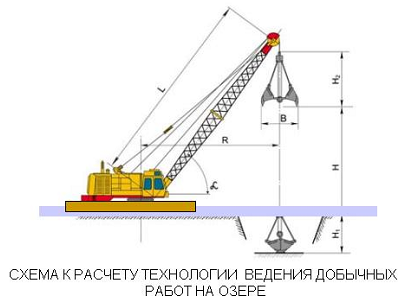 L
H₂
B
R
H
𝓛
H₁
СХЕМА К РАСЧЕТУ ТЕХНОЛОГИИ ВЕДЕНИЯ ДОБЫЧНЫХ
РАБОТ НА ОЗЕРЕ